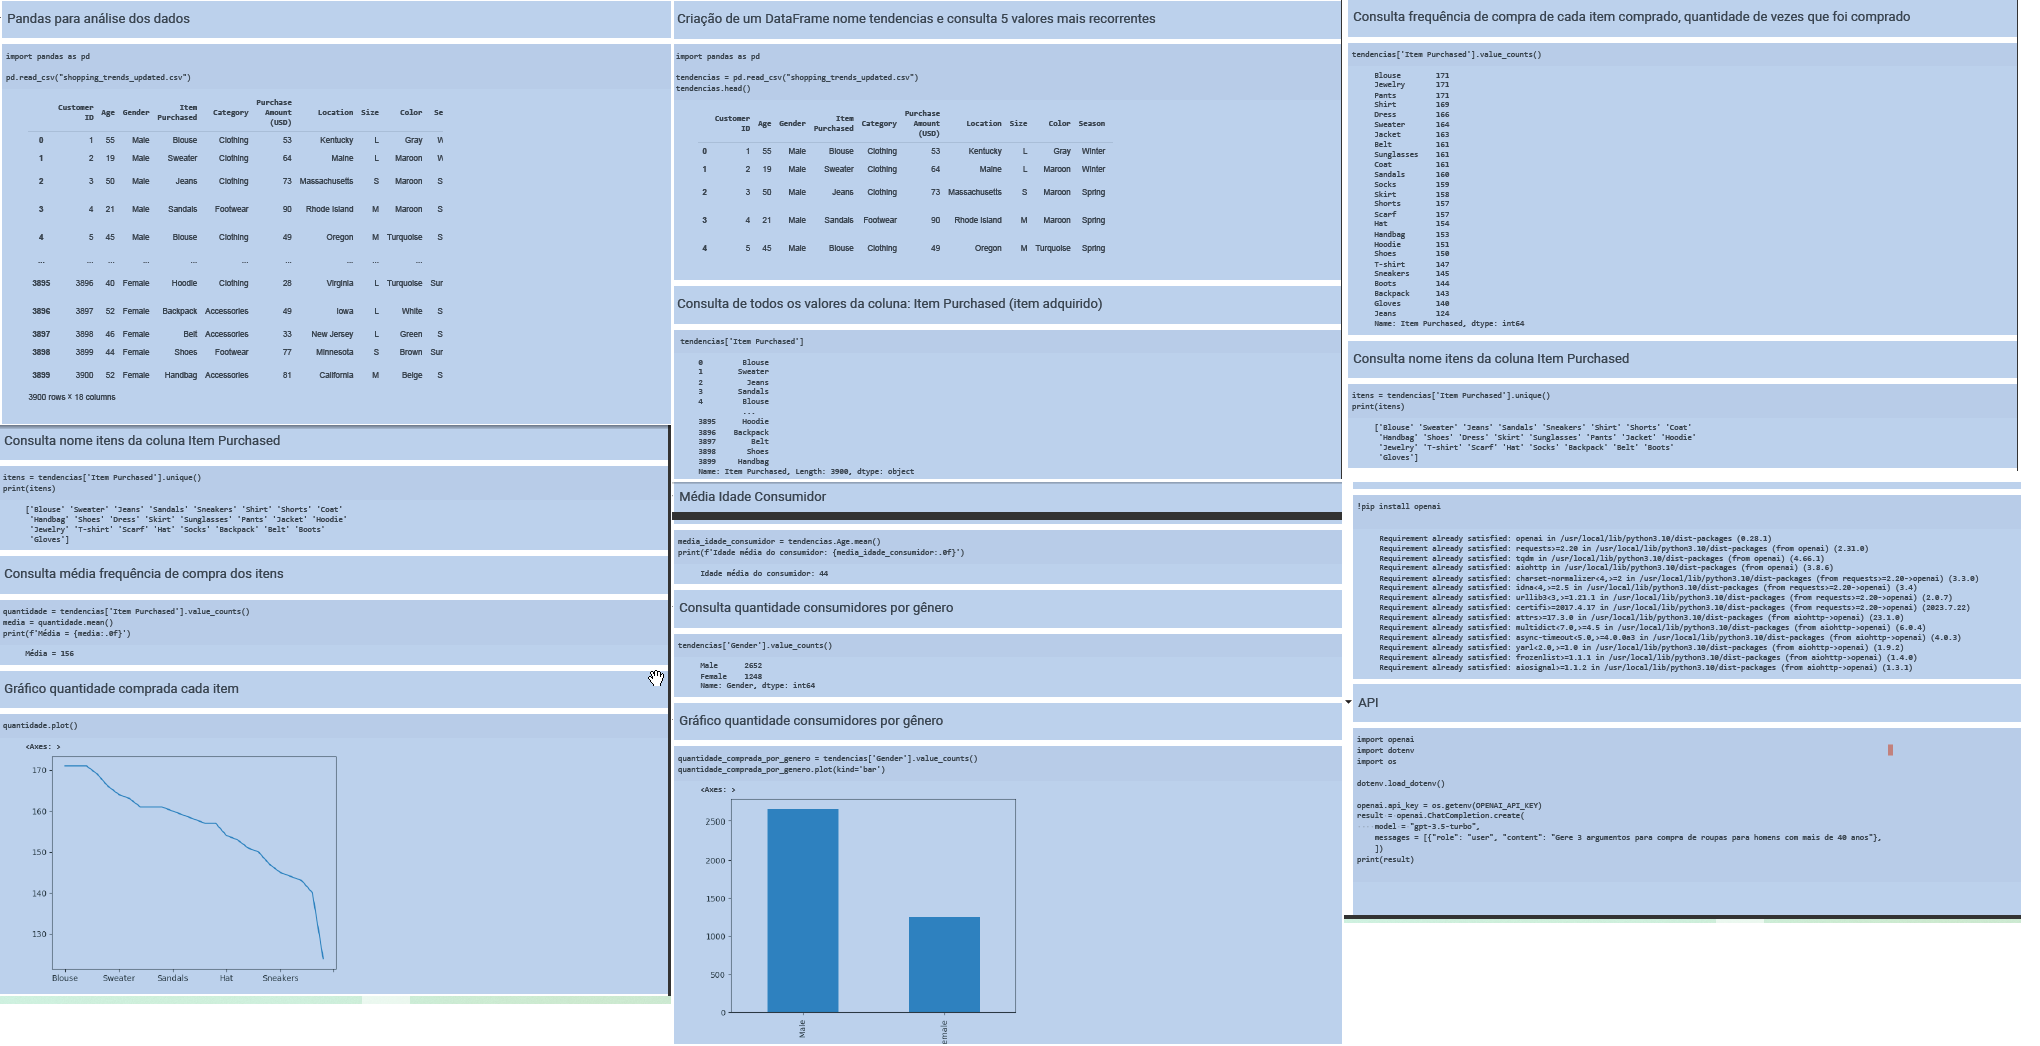 Pandas para análise dos dados
import pandas as pd
pd.read_csv("shopping_trends_updated.csv")
Customer ID Age Gender Item Purchased Category Purchase Amount (USD) Location Size Color Se
0 1 55 Male Blouse Clothing 53 Kentucky L Gray W
1 2 19 Male Sweater Clothing 64 Maine L Maroon W
2 3 50 Male Jeans Clothing 73 Massachusetts S Maroon S
3 4 21 Male Sandals Footwear 90 Rhode Island M Maroon S
4 5 45 Male Blouse Clothing 49 Oregon M Turquoise S
... ... ... ... ... ... ... ... ... ...
3895 3896 40 Female Hoodie Clothing 28 Virginia L Turquoise Sur
3896 3897 52 Female Backpack Accessories 49 Iowa L White S
3897 3898 46 Female Belt Accessories 33 New Jersey L Green S
3898 3899 44 Female Shoes Footwear 77 Minnesota S Brown Sur
3899 3900 52 Female Handbag Accessories 81 California M Beige S
3900 rows × 18 columns
Consulta nome itens da coluna Item Purchased
itens = tendencias['Item Purchased'].unique()
print(itens)
['Blouse' 'Sweater' 'Jeans' 'Sandals' 'Sneakers' 'Shirt' 'Shorts' 'Coat'
'Handbag' 'Shoes' 'Dress' 'Skirt' 'Sunglasses' 'Pants' 'Jacket' 'Hoodie'
'Jewelry' 'T-shirt' 'Scarf' 'Hat' 'Socks' 'Backpack' 'Belt' 'Boots'
'Gloves']
Consulta média frequência de compra dos itens
quantidade = tendencias['Item Purchased'].value_counts()
media = quantidade.mean()
print(f'Média = {media:.0f}')
Média = 156
Gráfico quantidade comprada cada item
quantidade.plot()
<Axes: >
170
160
150
140
130
Blouse Sweater Sandals Hat Sneakers
Criação de um DataFrame nome tendencias e consulta 5 valores mais recorrentes
import pandas as pd
tendencias = pd.read_csv("shopping_trends_updated.csv")
tendencias.head()
Customer ID Age Gender Item Purchased Category Purchase Amount (USD) Location Size Color Season
0 1 55 Male Blouse Clothing 53 Kentucky L Gray Winter
1 2 19 Male Sweater Clothing 64 Maine L Maroon Winter
2 3 50 Male Jeans Clothing 73 Massachusetts S Maroon Spring
3 4 21 Male Sandals Footwear 90 Rhode Island M Maroon Spring
4 5 45 Male Blouse Clothing 49 Oregon M Turquoise Spring
Consulta de todos os valores da coluna: Item Purchased (item adquirido)
tendencias['Item Purchased']
0 Blouse
1 Sweater
2 Jeans
3 Sandals
4 Blouse
...
3895 Hoodie
3896 Backpack
3897 Belt
3898 Shoes
3899 Handbag
Name: Item Purchased, Length: 3900, dtype: object
Média Idade Consumidor
media_idade_consumidor = tendencias.Age.mean()
print(f'Idade média do consumidor: {media_idade_consumidor:.0f}')
Idade média do consumidor: 44
Consulta quantidade consumidores por gênero
tendencias['Gender'].value_counts()
Male 2652
Female 1248
Name: Gender, dtype: int64
Gráfico quantidade consumidores por gênero
quantidade_comprada_por_genero = tendencias['Gender'].value_counts()
quantidade_comprada_por_genero.plot(kind='bar')
<Axes: >
2500
2000
1500
1000
500
0
Male emale
Consulta frequência de compra de cada item comprado, quantidade de vezes que foi comprado
tendencias['Item Purchased'].value_counts()
Blouse 171
Jewelry 171
Pants 171
Shirt 169
Dress 166
Sweater 164
Jacket 163
Belt 161
Sunglasses 161
Coat 161
Sandals 160
Socks 159
Skirt 158
Shorts 157
Scarf 157
Hat 154
Handbag 153
Hoodie 151
Shoes 150
T-shirt 147
Sneakers 145
Boots 144
Backpack 143
Gloves 140
Jeans 124
Name: Item Purchased, dtype: int64
Consulta nome itens da coluna Item Purchased
itens = tendencias['Item Purchased'].unique()
print(itens)
['Blouse' 'Sweater' 'Jeans' 'Sandals' 'Sneakers' 'Shirt' 'Shorts' 'Coat'
'Handbag' 'Shoes' 'Dress' 'Skirt' 'Sunglasses' 'Pants' 'Jacket' 'Hoodie'
'Jewelry' 'T-shirt' 'Scarf' 'Hat' 'Socks' 'Backpack' 'Belt' 'Boots'
'Gloves']
!pip install openai
Requirement already satisfied: openai in /usr/local/lib/python3.10/dist-packages (0.28.1)
Requirement already satisfied: requests>=2.20 in /usr/local/lib/python3.10/dist-packages (from openai) (2.31.0)
Requirement already satisfied: tqdm in /usr/local/lib/python3.10/dist-packages (from openai) (4.66.1)
Requirement already satisfied: aiohttp in /usr/local/lib/python3.10/dist-packages (from openai) (3.8.6)
Requirement already satisfied: charset-normalizer<4,>=2 in /usr/local/lib/python3.10/dist-packages (from requests>=2.20->openai) (3.3.0)
Requirement already satisfied: idna<4,>=2.5 in /usr/local/lib/python3.10/dist-packages (from requests>=2.20->openai) (3.4)
Requirement already satisfied: urllib3<3,>=1.21.1 in /usr/local/lib/python3.10/dist-packages (from requests>=2.20->openai) (2.0.7)
Requirement already satisfied: certifi>=2017.4.17 in /usr/local/lib/python3.10/dist-packages (from requests>=2.20->openai) (2023.7.22)
Requirement already satisfied: attrs>=17.3.0 in /usr/local/lib/python3.10/dist-packages (from aiohttp->openai) (23.1.0)
Requirement already satisfied: multidict<7.0,>=4.5 in /usr/local/lib/python3.10/dist-packages (from aiohttp->openai) (6.0.4)
Requirement already satisfied: async-timeout<5.0,>=4.0.0a3 in /usr/local/lib/python3.10/dist-packages (from aiohttp->openai) (4.0.3)
Requirement already satisfied: yarl<2.0,>=1.0 in /usr/local/lib/python3.10/dist-packages (from aiohttp->openai) (1.9.2)
Requirement already satisfied: frozenlist>=1.1.1 in /usr/local/lib/python3.10/dist-packages (from aiohttp->openai) (1.4.0)
Requirement already satisfied: aiosignal>=1.1.2 in /usr/local/lib/python3.10/dist-packages (from aiohttp->openai) (1.3.1)
API
import openai
import dotenv
import os
dotenv.load_dotenv()
openai.api_key = os.getenv(OPENAI_API_KEY)
result = openai.ChatCompletion.create(
model = "gpt-3.5-turbo",
messages = [{"role": "user", "content": "Gere 3 argumentos para compra de roupas para homens com mais de 40 anos"},
])
print(result)